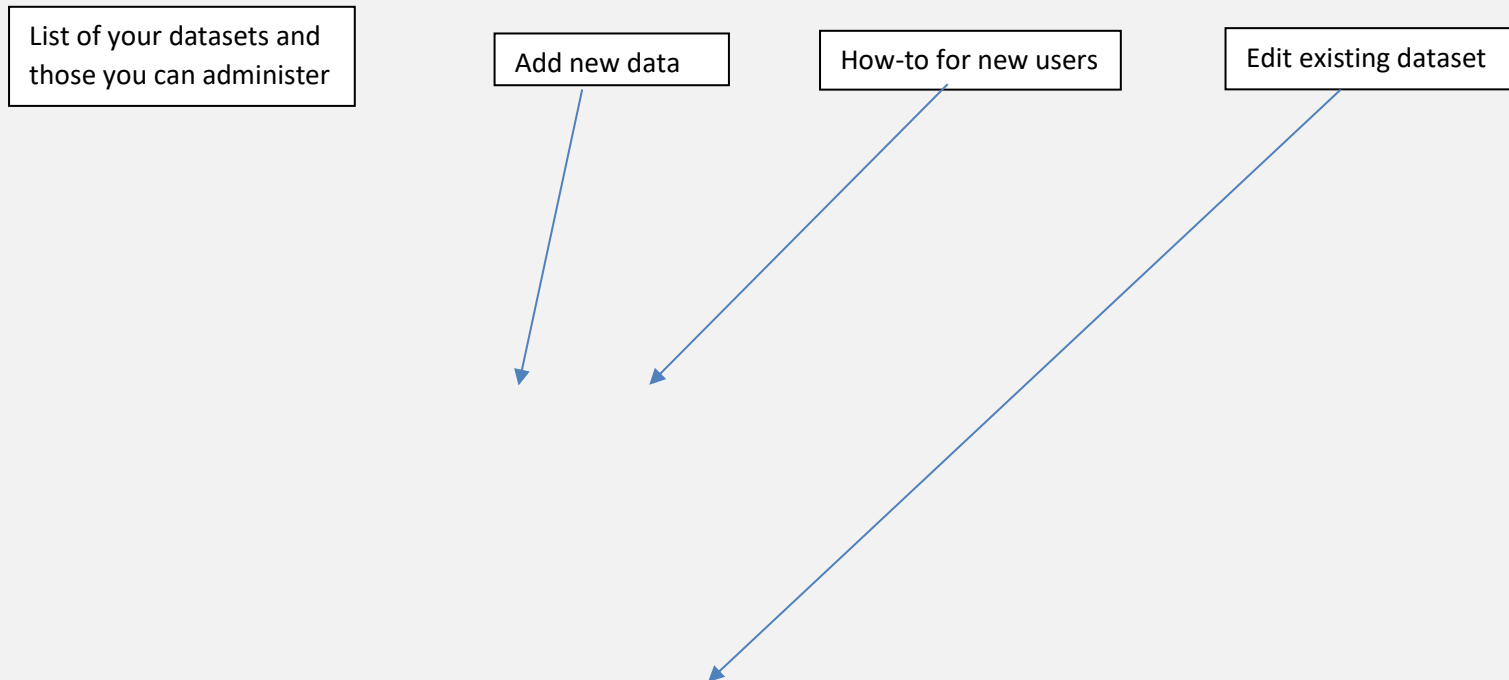 List of your datasets and
those you can administer
Add new data
How-to for new users
Edit existing dataset